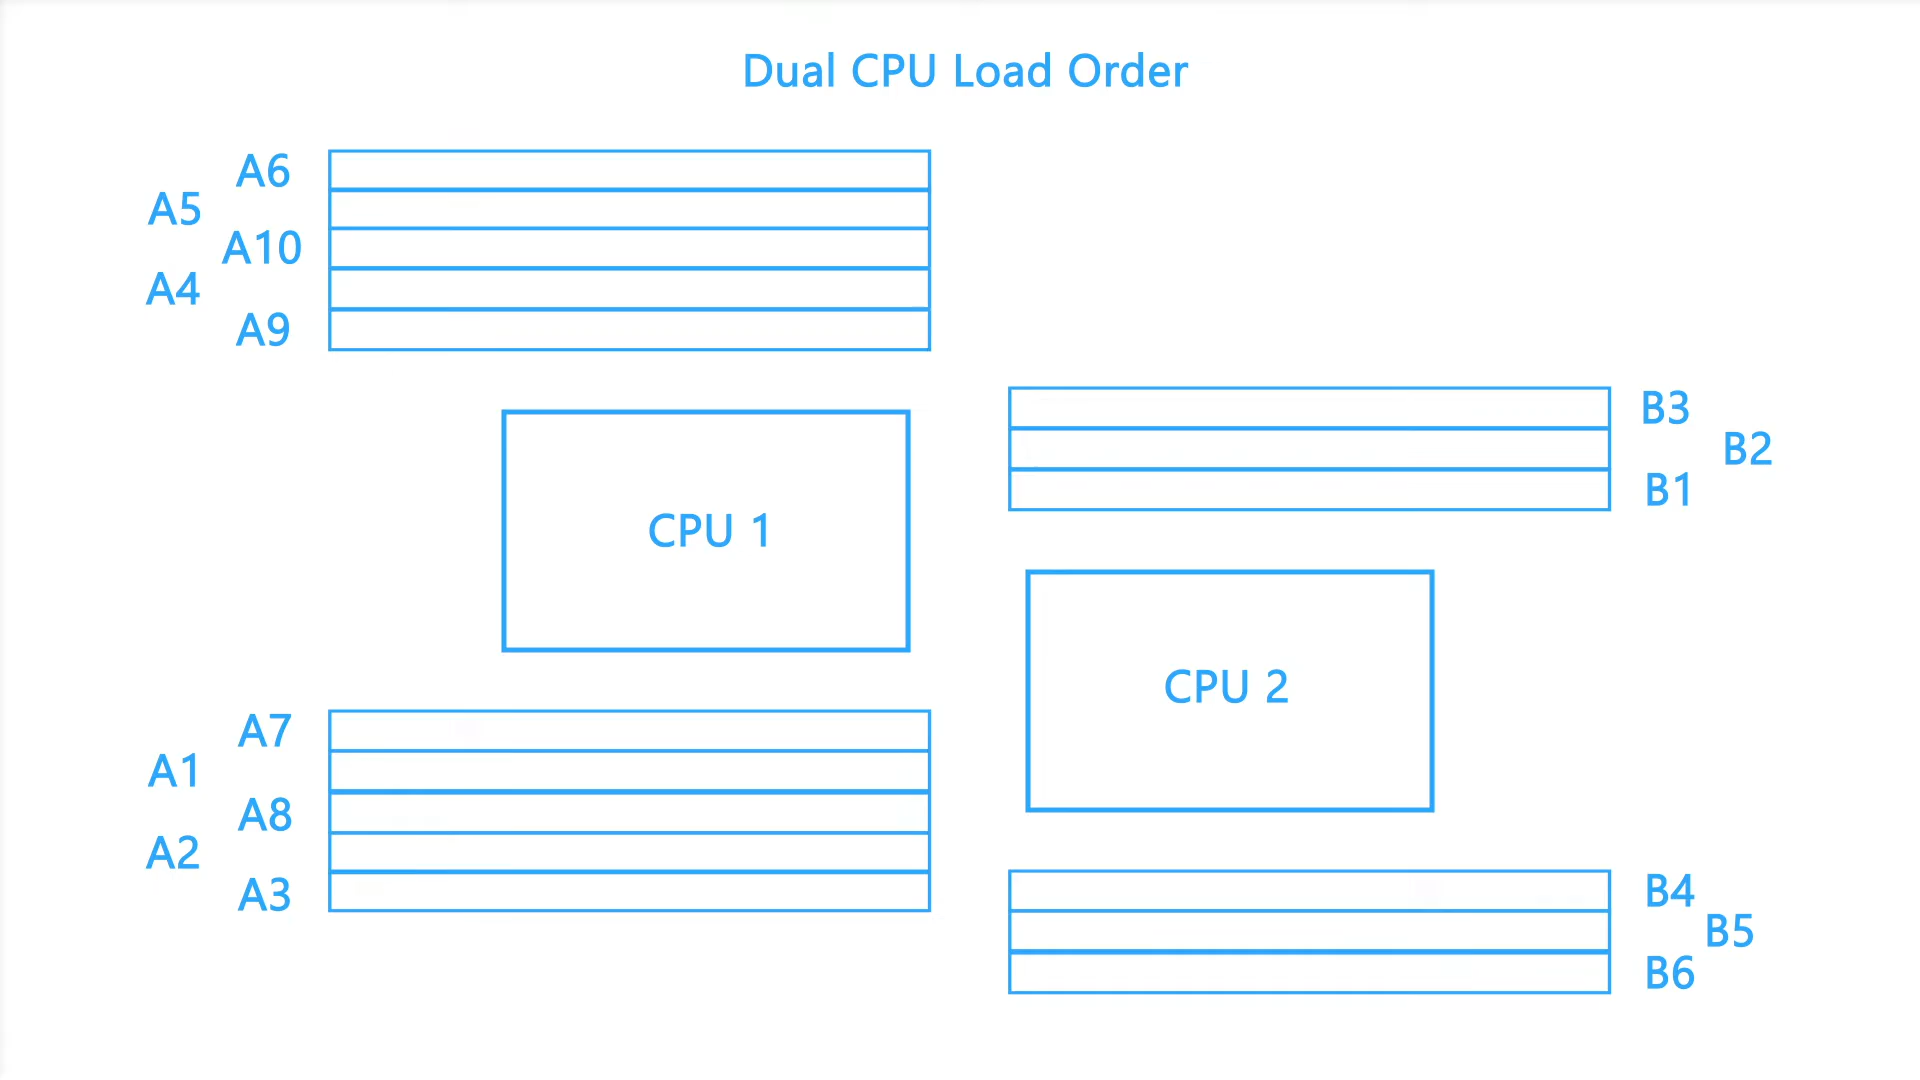 Dual CPU Load Order
A6
A5
A10
A4
A9
B3
B2
B1
CPU 1
CPU 2
A7
A1
A8
A2
A3
B4
B5
B6